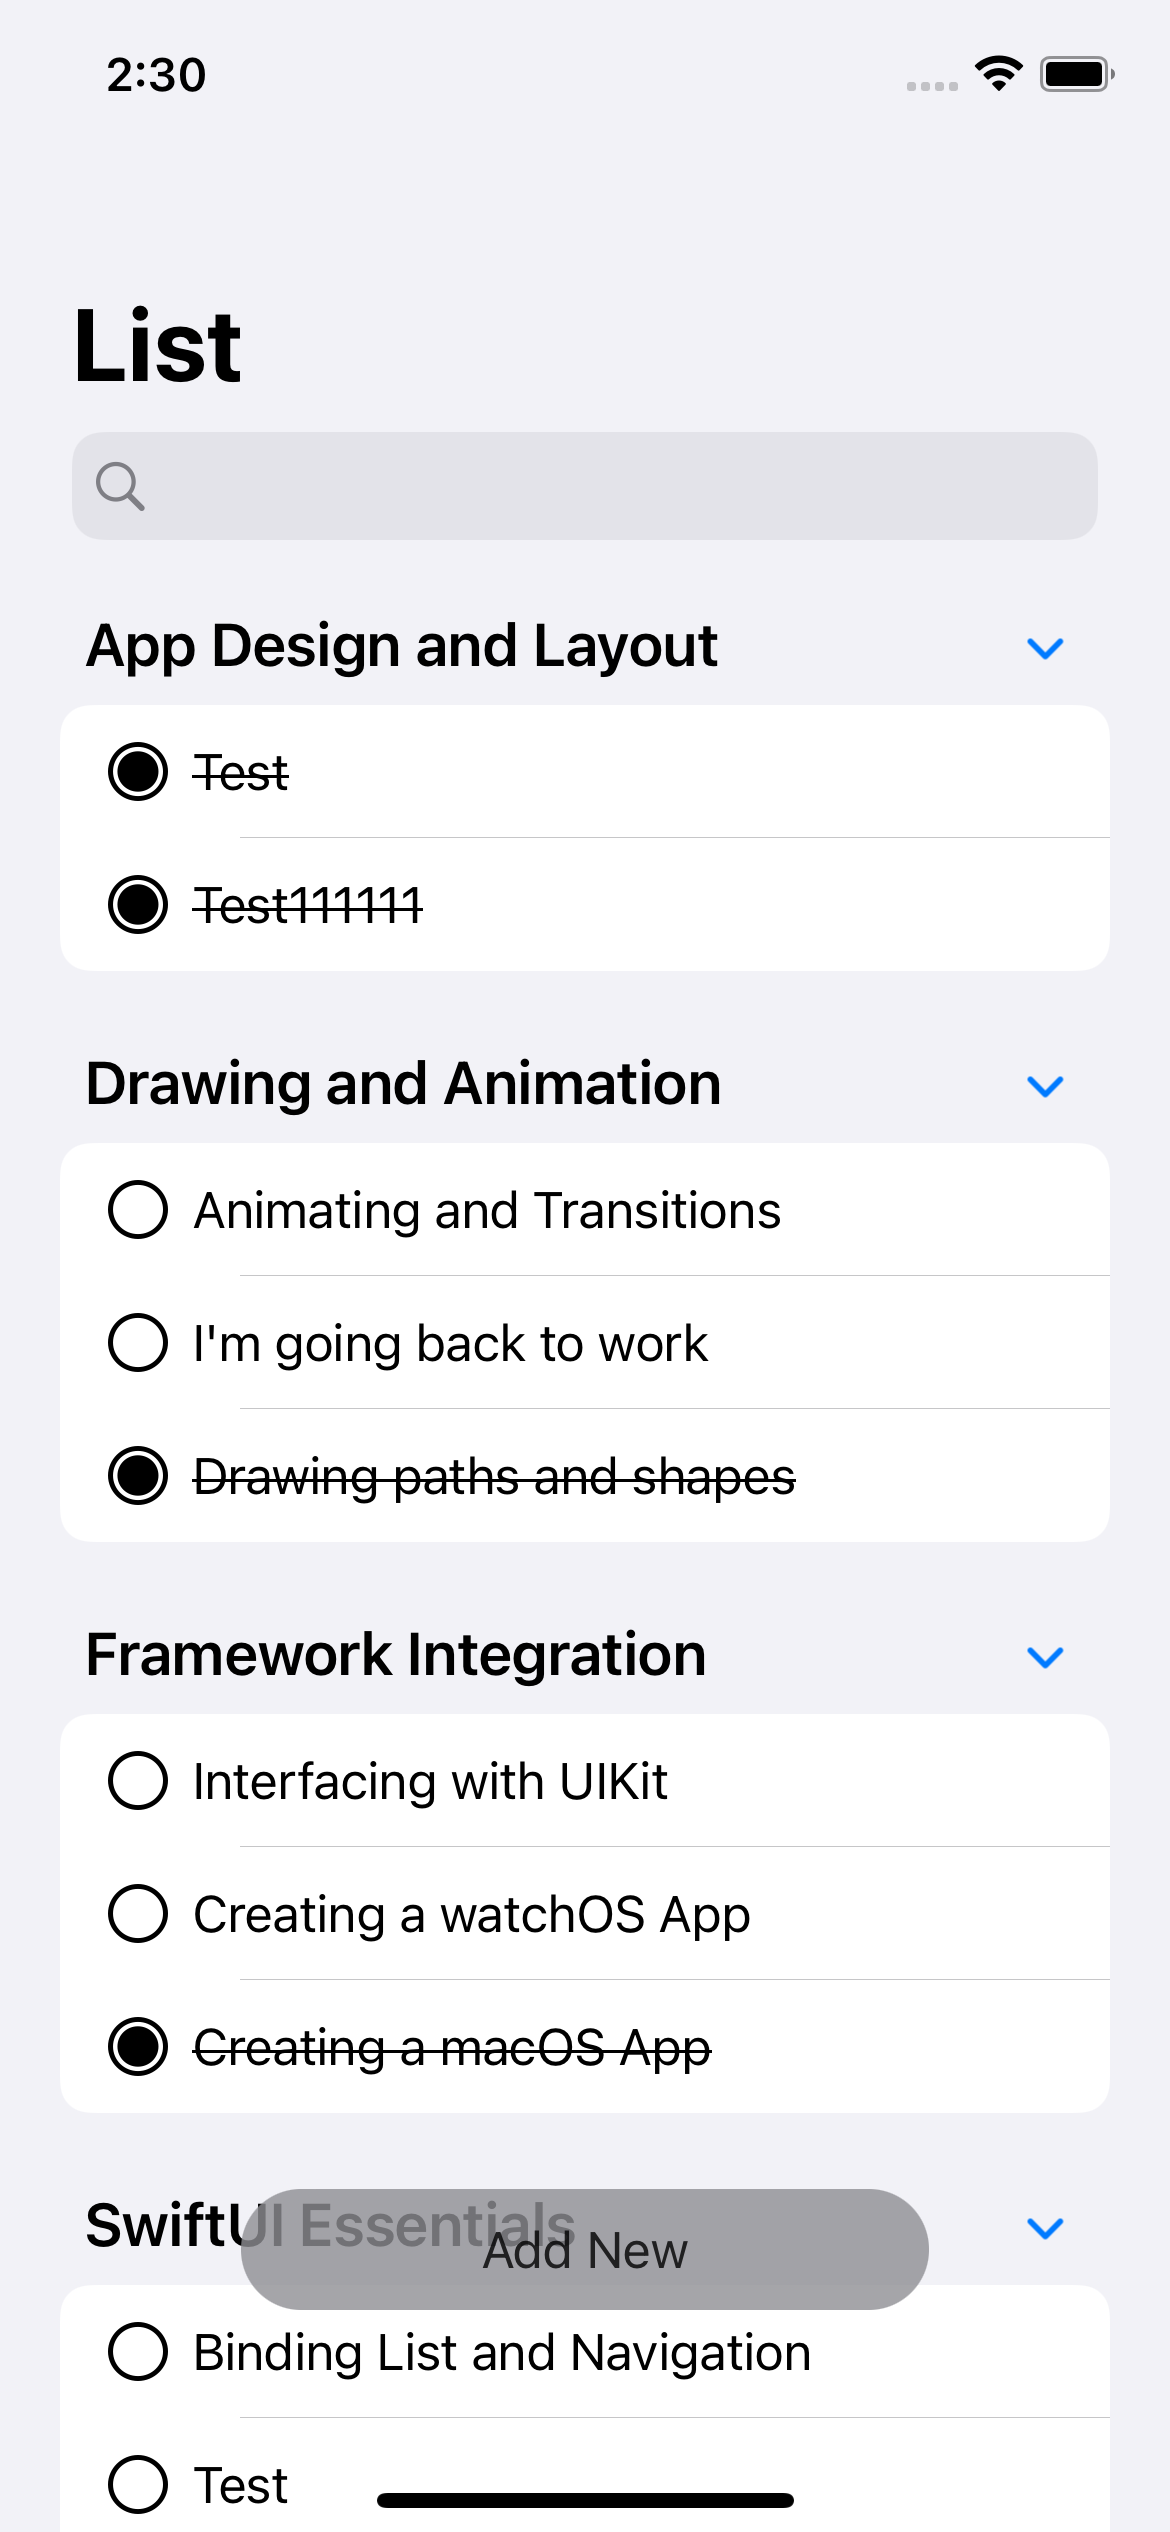 2:30
List
App Design and Layout
Test
Test111111
Drawing and Animation
Animating and Transitions
I'm going back to work
Drawing paths and shapes
Framework Integration
Interfacing with UIKit
Creating a watchOS App
Creating a macOS App
SwiftUI Essentials
Add New
Binding List and Navigation
Test